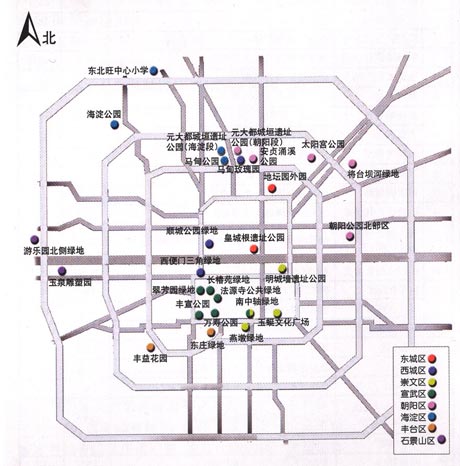 北
东北旺中心小学
海淀公园
元大都城垣遗址
公园(海淀段)
马甸公园
元大都城垣遗址
公园(朝阳段)
安贞涌溪
公园
马甸玫瑰园
太阳宫公园
将台坝河绿地
地坛园外园
朝阳公园北部区
顺城公园绿地
皇城根遗址公园
游乐园北侧绿地
玉泉雕塑园
西便门三角绿地
长椿苑绿地
明城墙遗址公园
翠芳园绿地
法源寺公共绿地
丰宣公园
南中轴绿地
万寿公园
玉蜓文化广场
燕墩绿地
东庄绿地
丰益花园
东城区
西城区
崇文区
宣武区
朝阳区
海淀区
丰台区
石景山区